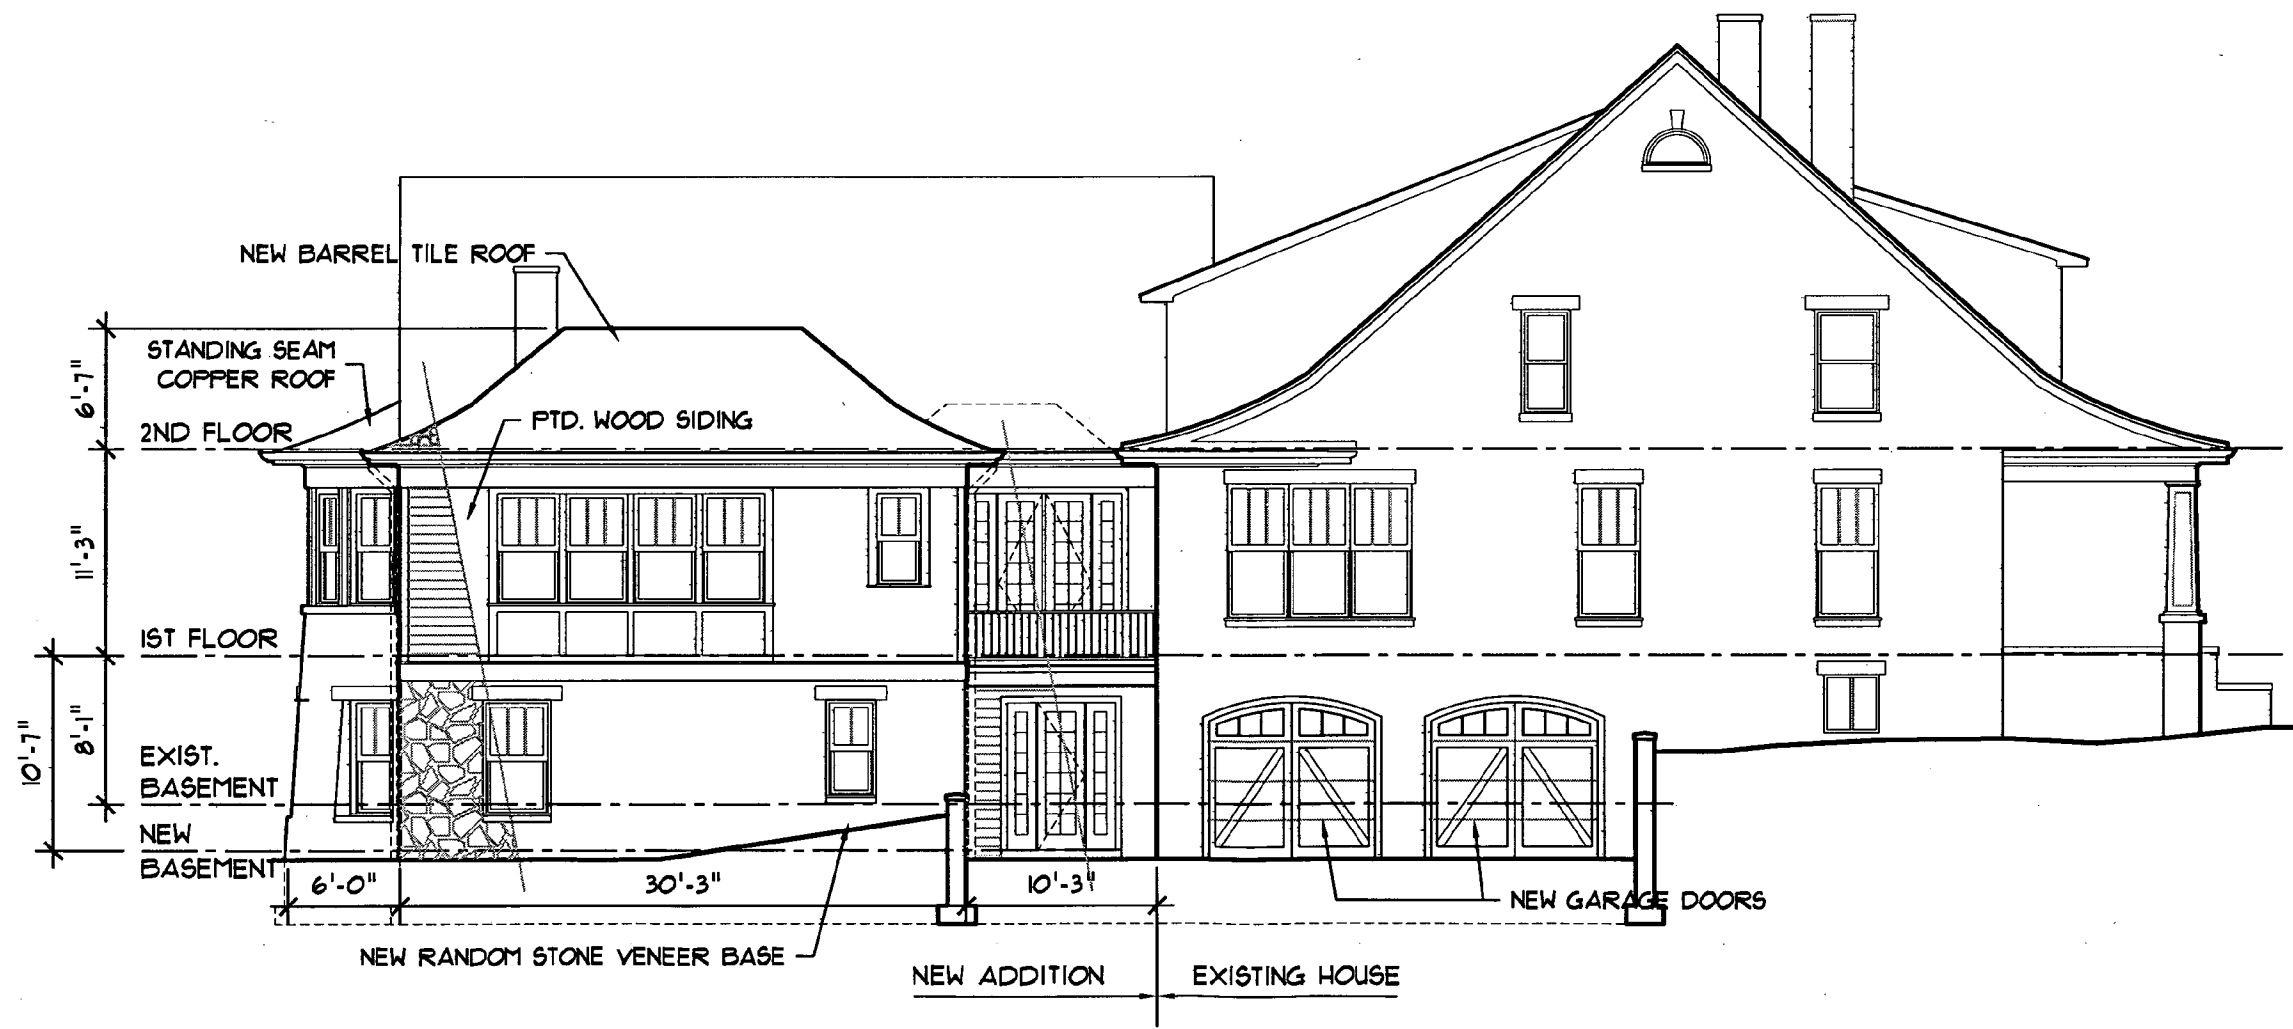 NEW BARREL TILE ROOF
STANDING SEAM
COPPER ROOF
6'-7"
PTD. WOOD SIDING
2ND FLOOR
11'-3"
1ST FLOOR
10'-7"
8'-1"
EXIST.
BASEMENT
NEW
BASEMENT
6'-0"
30'-3"
10'-3"
NEW GARAGE DOORS
NEW RANDOM STONE VENEER BASE
NEW ADDITION
EXISTING HOUSE